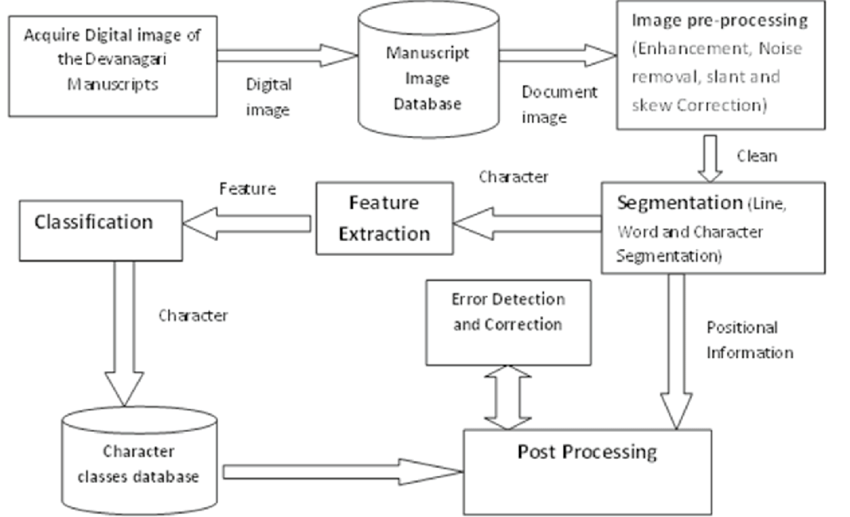 Acquire Digital image of
the Devanagari
Manuscripts
Digital
image
Manuscript
Image
Database
Document
image
Image pre-processing
(Enhancement, Noise
removal, slant and
skew Correction)
Clean
Segmentation (Line,
Word and Character
Segmentation)
Character
Feature
Extraction
Feature
Classification
Character
Positional
Information
Error Detection
and Correction
Character
classes database
Post Processing